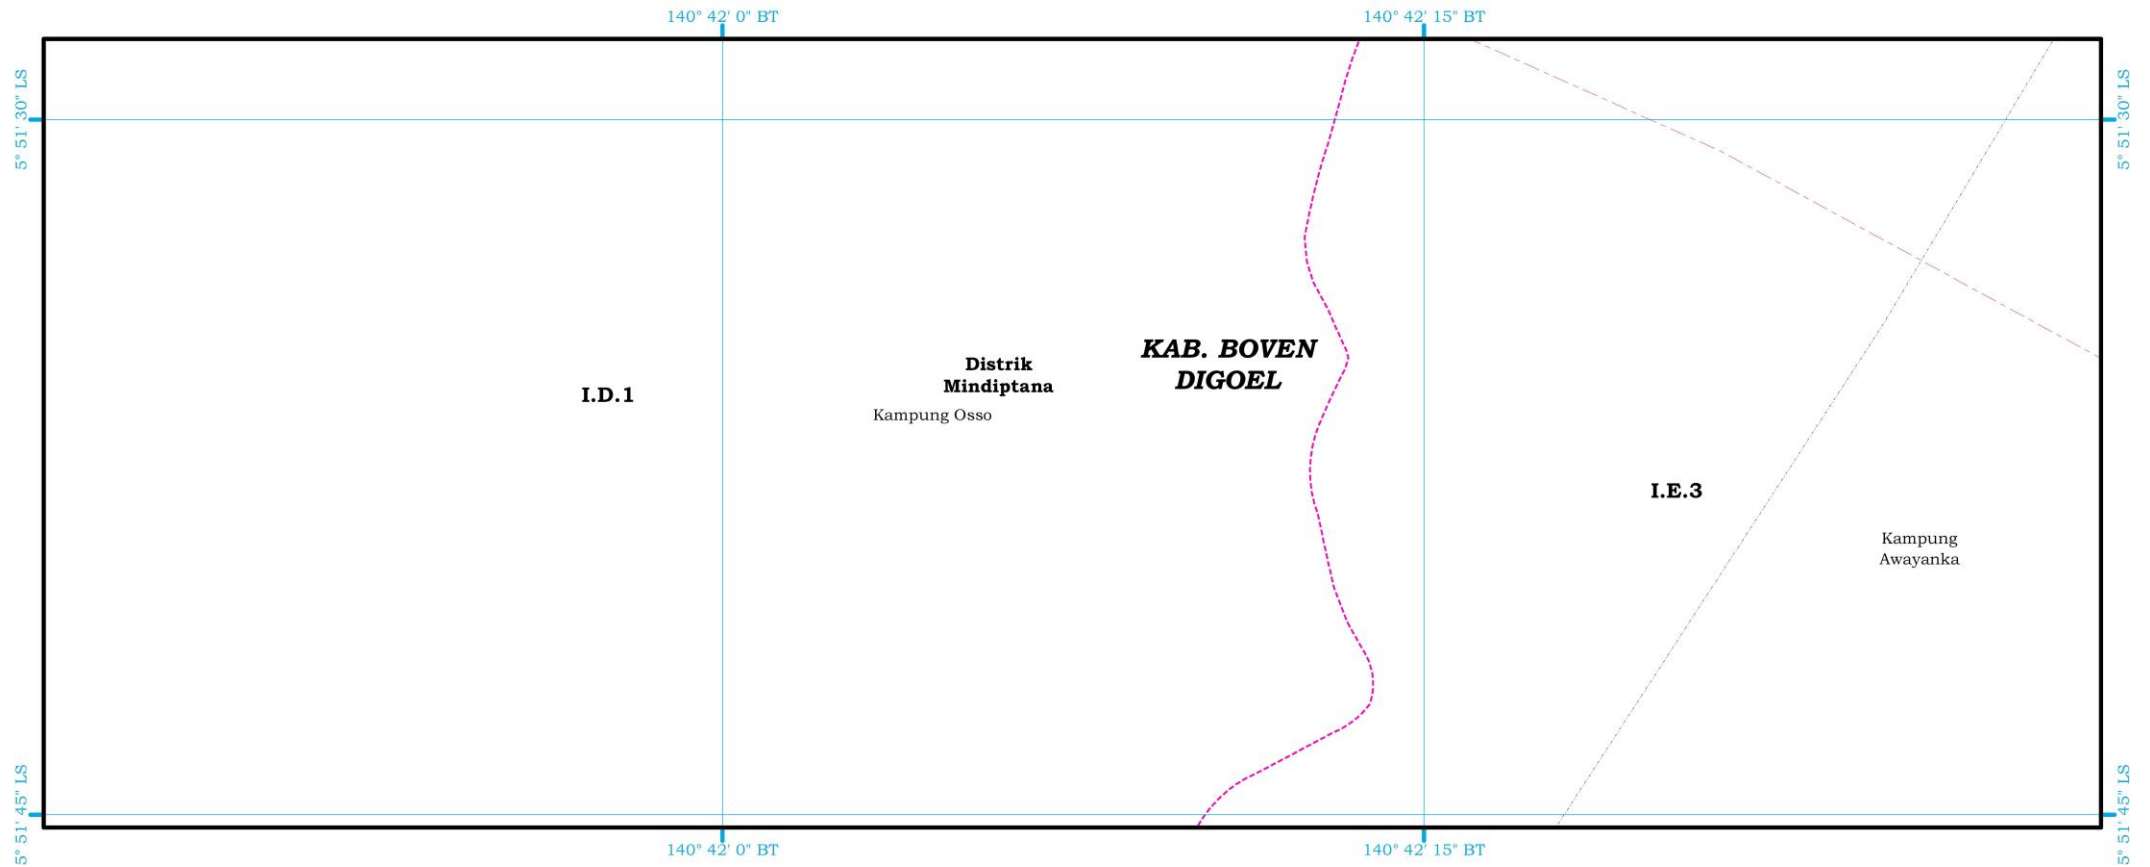 140° 42' 0" BT
140° 42' 15" BT
5° 51' 30" LS
5° 51' 30" LS
KAB. BOVEN
DIGOEL
Distrik
Mindiptana
I.D.1
Kampung Osso
I.E.3
Kampung
Awayanka
5° 51' 45" LS
5° 51' 45" LS
140° 42' 0" BT
140° 42' 15" BT